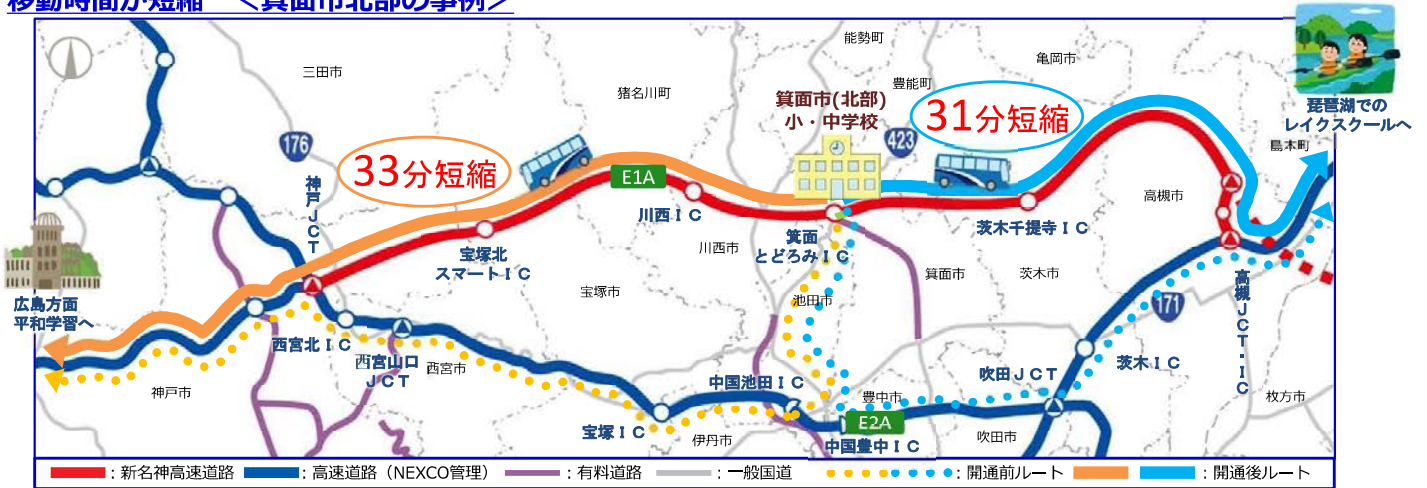 移動時間が短縮 <箕面市北部の事例>
能勢町
三田市
亀岡市
猪名川町
豊能町
箕面市(北部)
小・中学校
31分短縮
琵琶湖での
レイクスクールへ
島本町
176
423
33分短縮
神戸JCT
E1A
高槻市
川西IC
茨木千提寺IC
宝塚北
スマートIC
川西市
箕面
とどろみIC
箕面市
茨木市
宝塚市
池田市
広島方面
平和学習へ
171
高槻JCT・IC
西宮北IC
西宮山口
JCT
西宮市
茨木IC
吹田JCT
神戸市
中国池田IC
豊中市
枚方市
宝塚IC
伊丹市
E2A
中国豊中IC
吹田市
:新名神高速道路 :高速道路(NEXCO管理) :有料道路 :一般国道 :開通前ルート :開通後ルート